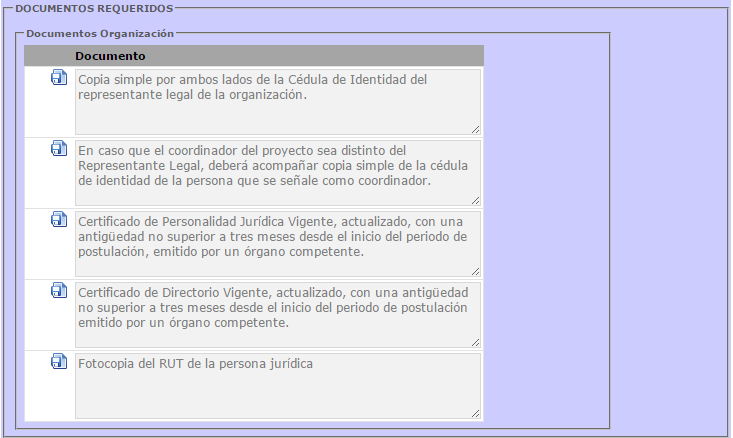 DOCUMENTOS REQUERIDOS
Documentos Organización
Documento
Copia simple por ambos lados de la Cédula de Identidad del
representante legal de la organización.
En caso que el coordinador del proyecto sea distinto del
Representante Legal, deberá acompañar copia simple de la cédula
de identidad de la persona que se señale como coordinador.
Certificado de Personalidad Jurídica Vigente, actualizado, con una
antigüedad no superior a tres meses desde el inicio del periodo de
postulación, emitido por un órgano competente.
Certificado de Directorio Vigente, actualizado, con una antigüedad
no superior a tres meses desde el inicio del periodo de postulación
emitido por un órgano competente.
Fotocopia del RUT de la persona jurídica